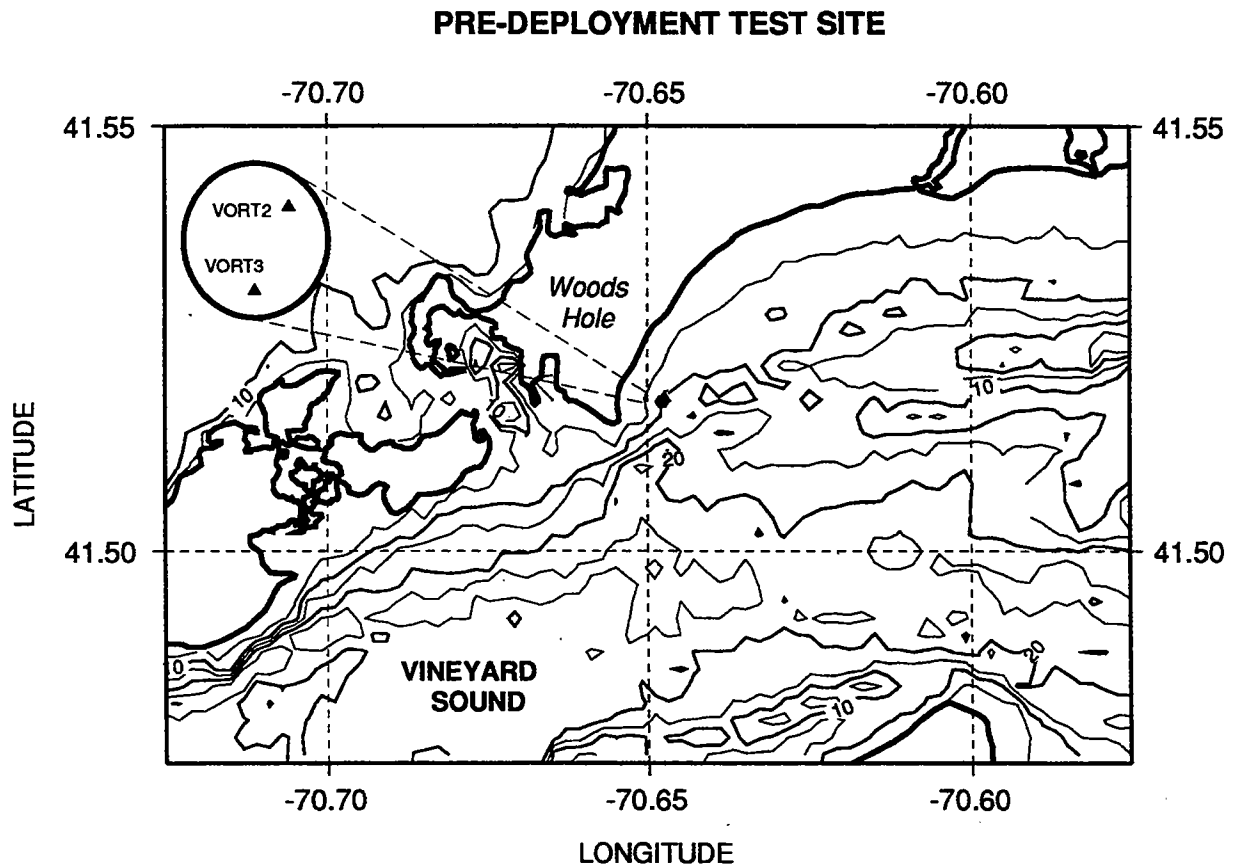 PRE-DEPLOYMENT TEST SITE
-70.70 -70.65 -70.60
41.55 41.55
VORT2
VORT3
Woods
Hole
10
10
20
LATITUDE
41.50 41.50
10
VINEYARD
SOUND
20
10
-70.70 -70.65 -70.60
LONGITUDE